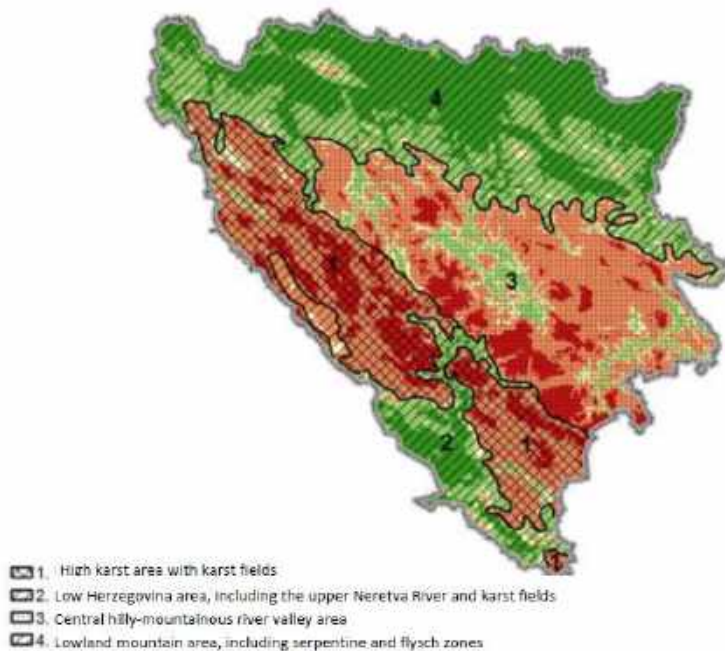 4
3
1
1
2
1
1. High karst area with karst fields
2. Low Herzegovina area, including the upper Neretva River and karst fields
3. Central hilly-mountainous river valley area
4. Lowland mountain area, including serpentine and flysch zones